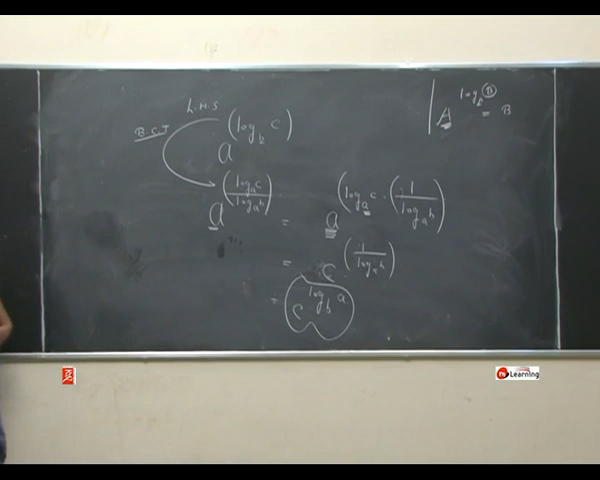 L.H.S
B.C.T
a^(log_b c)
A^(log_A Ⓑ) = B
a^(log_a c / log_a b) = a^(log_a c · (1 / log_a b))
= c^(1 / log_a b)
= c^(log_b a)
Learning